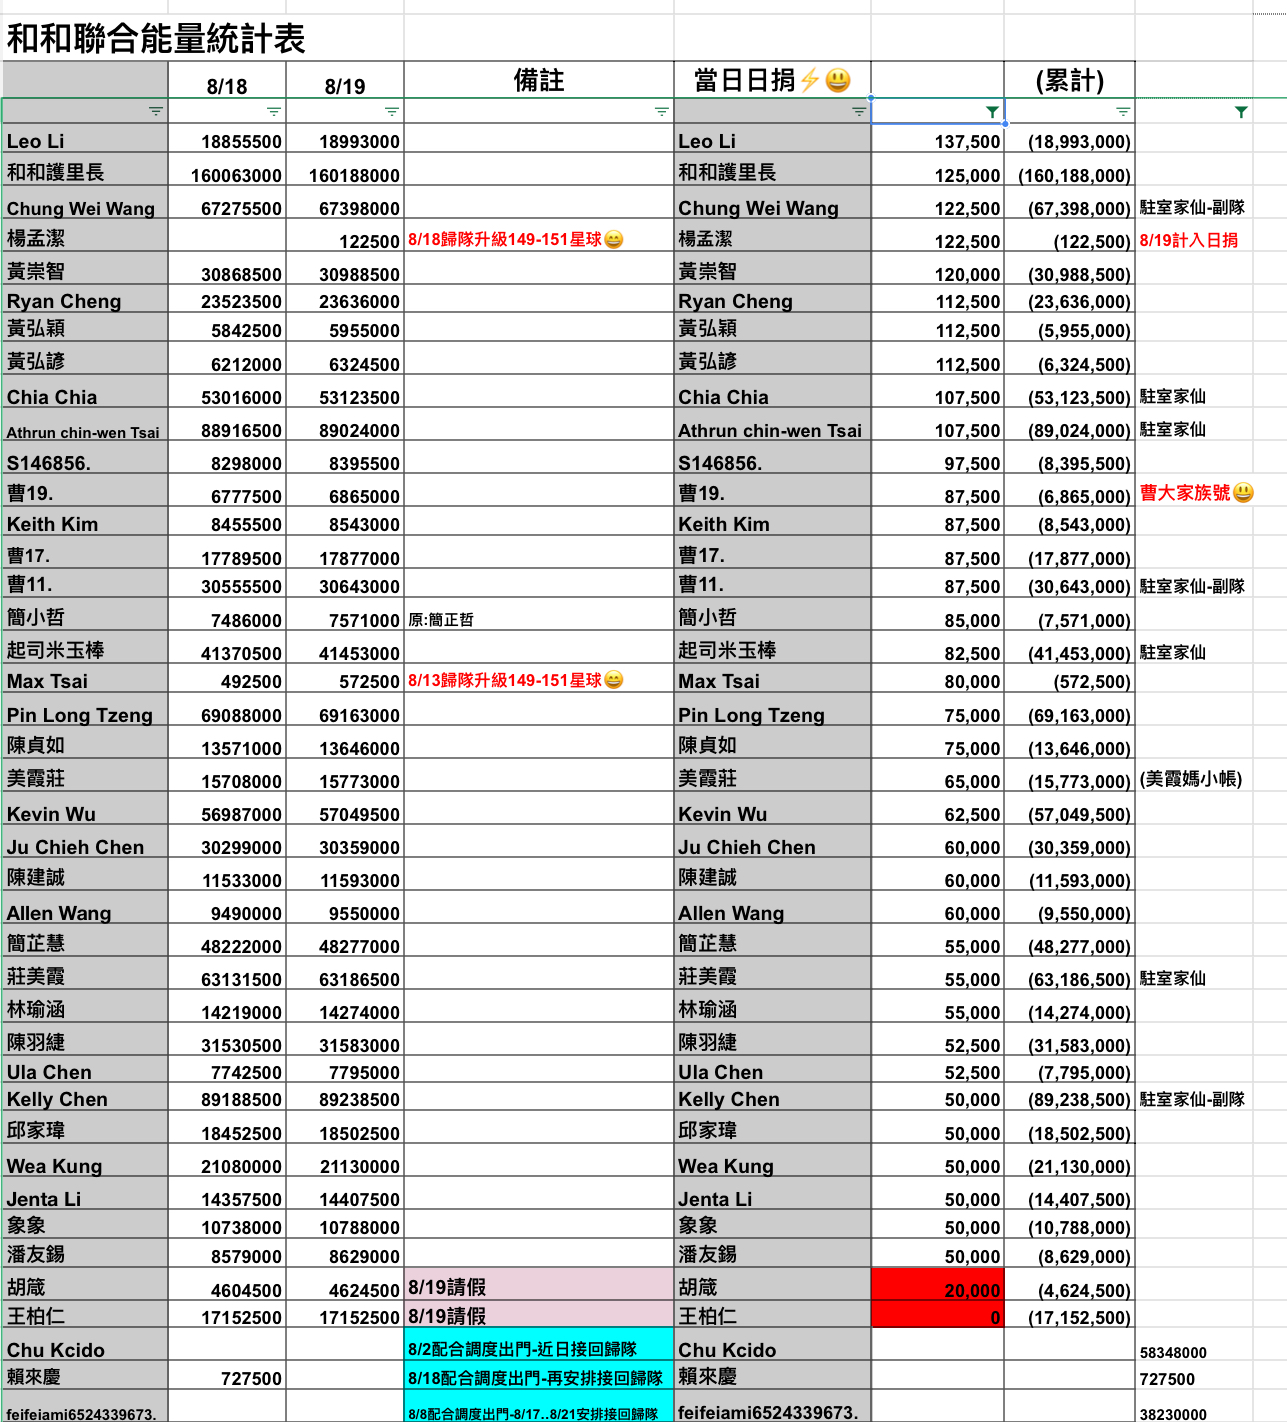 和和聯合能量統計表
8/18 8/19 備註 當日日捐⚡😃 (累計)
Leo Li 18855500 18993000 Leo Li 137,500 (18,993,000)
和和護里長 160063000 160188000 和和護里長 125,000 (160,188,000)
Chung Wei Wang 67275500 67398000 Chung Wei Wang 122,500 (67,398,000) 駐室家仙-副隊
楊孟潔 122500 8/18歸隊升級149-151星球😄 楊孟潔 122,500 (122,500) 8/19計入日捐
黃崇智 30868500 30988500 黃崇智 120,000 (30,988,500)
Ryan Cheng 23523500 23636000 Ryan Cheng 112,500 (23,636,000)
黃弘穎 5842500 5955000 黃弘穎 112,500 (5,955,000)
黃弘諺 6212000 6324500 黃弘諺 112,500 (6,324,500)
Chia Chia 53016000 53123500 Chia Chia 107,500 (53,123,500) 駐室家仙
Athrun chin-wen Tsai 88916500 89024000 Athrun chin-wen Tsai 107,500 (89,024,000) 駐室家仙
S146856. 8298000 8395500 S146856. 97,500 (8,395,500)
曹19. 6777500 6865000 曹19. 87,500 (6,865,000) 曹大家族號😃
Keith Kim 8455500 8543000 Keith Kim 87,500 (8,543,000)
曹17. 17789500 17877000 曹17. 87,500 (17,877,000)
曹11. 30555500 30643000 曹11. 87,500 (30,643,000) 駐室家仙-副隊
簡小哲 7486000 7571000 原:簡正哲 簡小哲 85,000 (7,571,000)
起司米玉棒 41370500 41453000 起司米玉棒 82,500 (41,453,000) 駐室家仙
Max Tsai 492500 572500 8/13歸隊升級149-151星球😄 Max Tsai 80,000 (572,500)
Pin Long Tzeng 69088000 69163000 Pin Long Tzeng 75,000 (69,163,000)
陳貞如 13571000 13646000 陳貞如 75,000 (13,646,000)
美霞莊 15708000 15773000 美霞莊 65,000 (15,773,000) (美霞媽小帳)
Kevin Wu 56987000 57049500 Kevin Wu 62,500 (57,049,500)
Ju Chieh Chen 30299000 30359000 Ju Chieh Chen 60,000 (30,359,000)
陳建誠 11533000 11593000 陳建誠 60,000 (11,593,000)
Allen Wang 9490000 9550000 Allen Wang 60,000 (9,550,000)
簡芷慧 48222000 48277000 簡芷慧 55,000 (48,277,000)
莊美霞 63131500 63186500 莊美霞 55,000 (63,186,500) 駐室家仙
林瑜涵 14219000 14274000 林瑜涵 55,000 (14,274,000)
陳羽緁 31530500 31583000 陳羽緁 52,500 (31,583,000)
Ula Chen 7742500 7795000 Ula Chen 52,500 (7,795,000)
Kelly Chen 89188500 89238500 Kelly Chen 50,000 (89,238,500) 駐室家仙-副隊
邱家瑋 18452500 18502500 邱家瑋 50,000 (18,502,500)
Wea Kung 21080000 21130000 Wea Kung 50,000 (21,130,000)
Jenta Li 14357500 14407500 Jenta Li 50,000 (14,407,500)
象象 10738000 10788000 象象 50,000 (10,788,000)
潘友錫 8579000 8629000 潘友錫 50,000 (8,629,000)
胡箴 4604500 4624500 8/19請假 胡箴 20,000 (4,624,500)
王柏仁 17152500 17152500 8/19請假 王柏仁 0 (17,152,500)
Chu Kcido 8/2配合調度出門-近日接回歸隊 Chu Kcido 58348000
賴來慶 727500 8/18配合調度出門-再安排接回歸隊 賴來慶 727500
feifeiami6524339673. 8/8配合調度出門-8/17..8/21安排接回歸隊 feifeiami6524339673. 38230000